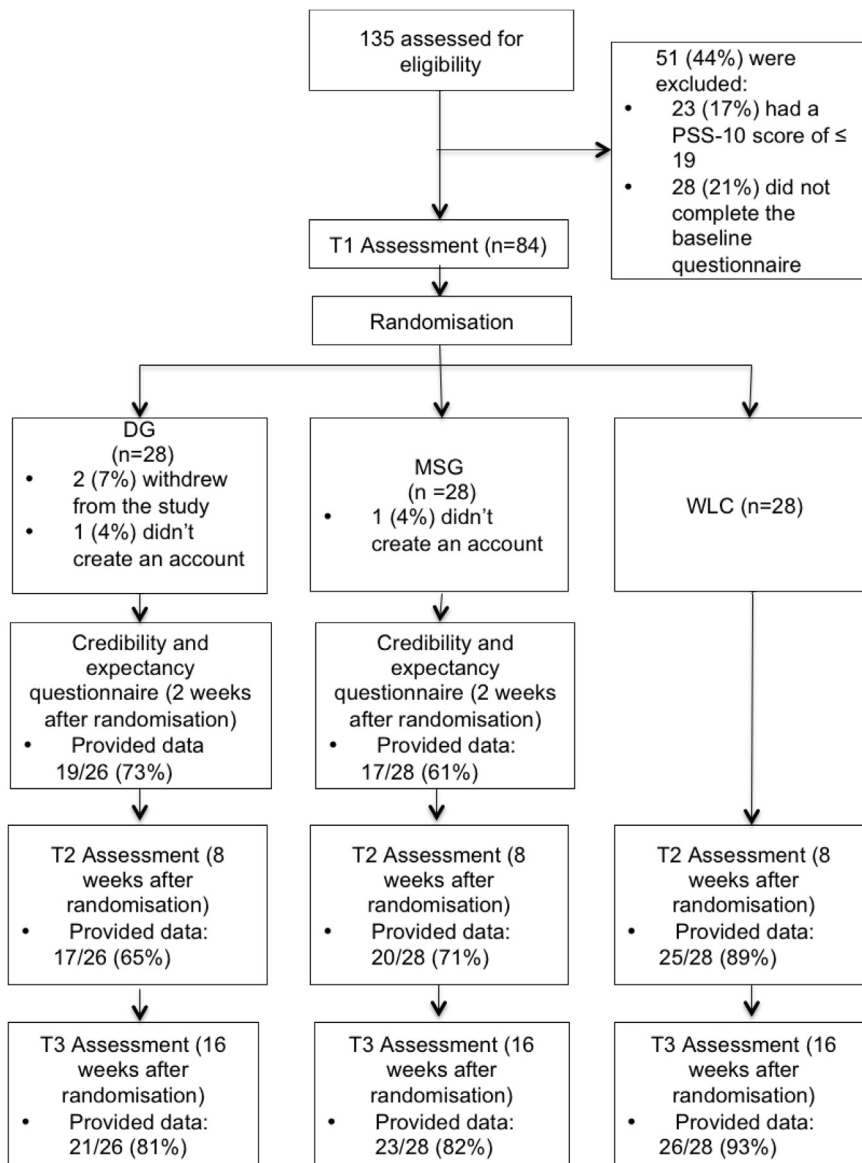 135 assessed for
eligibility
51 (44%) were
excluded:
• 23 (17%) had a
PSS-10 score of ≤
19
• 28 (21%) did not
complete the
baseline
questionnaire
T1 Assessment (n=84)
Randomisation
DG
(n=28)
• 2 (7%) withdrew
from the study
• 1 (4%) didn’t
create an account
MSG
(n =28)
• 1 (4%) didn’t
create an account
WLC (n=28)
Credibility and
expectancy
questionnaire (2 weeks
after randomisation)
• Provided data
19/26 (73%)
Credibility and
expectancy
questionnaire (2 weeks
after randomisation)
• Provided data:
17/28 (61%)
T2 Assessment (8
weeks after
randomisation)
• Provided data:
17/26 (65%)
T2 Assessment (8
weeks after
randomisation)
• Provided data:
20/28 (71%)
T2 Assessment (8
weeks after
randomisation)
• Provided data:
25/28 (89%)
T3 Assessment (16
weeks after
randomisation)
• Provided data:
21/26 (81%)
T3 Assessment (16
weeks after
randomisation)
• Provided data:
23/28 (82%)
T3 Assessment (16
weeks after
randomisation)
• Provided data:
26/28 (93%)